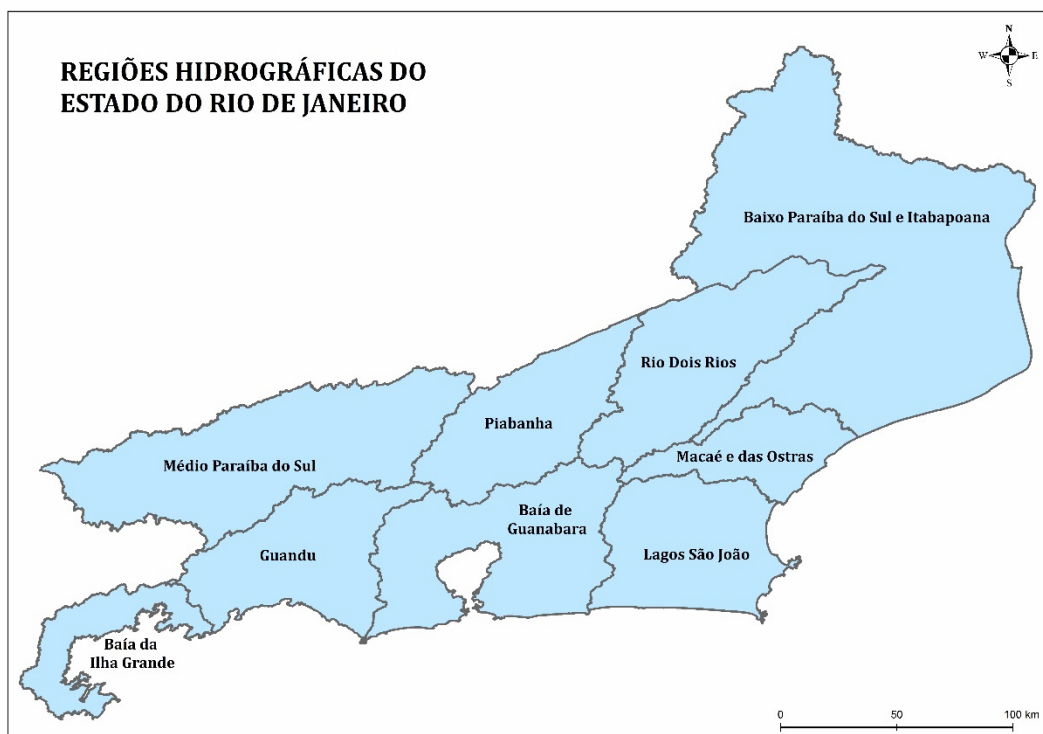 REGIÕES HIDROGRÁFICAS DO
ESTADO DO RIO DE JANEIRO
N
W E
S
Baixo Paraíba do Sul e Itabapoana
Rio Dois Rios
Piabanha
Macaé e das Ostras
Médio Paraíba do Sul
Baía de
Guanabara
Guandu
Lagos São João
Baía da
Ilha Grande
0 50 100 km